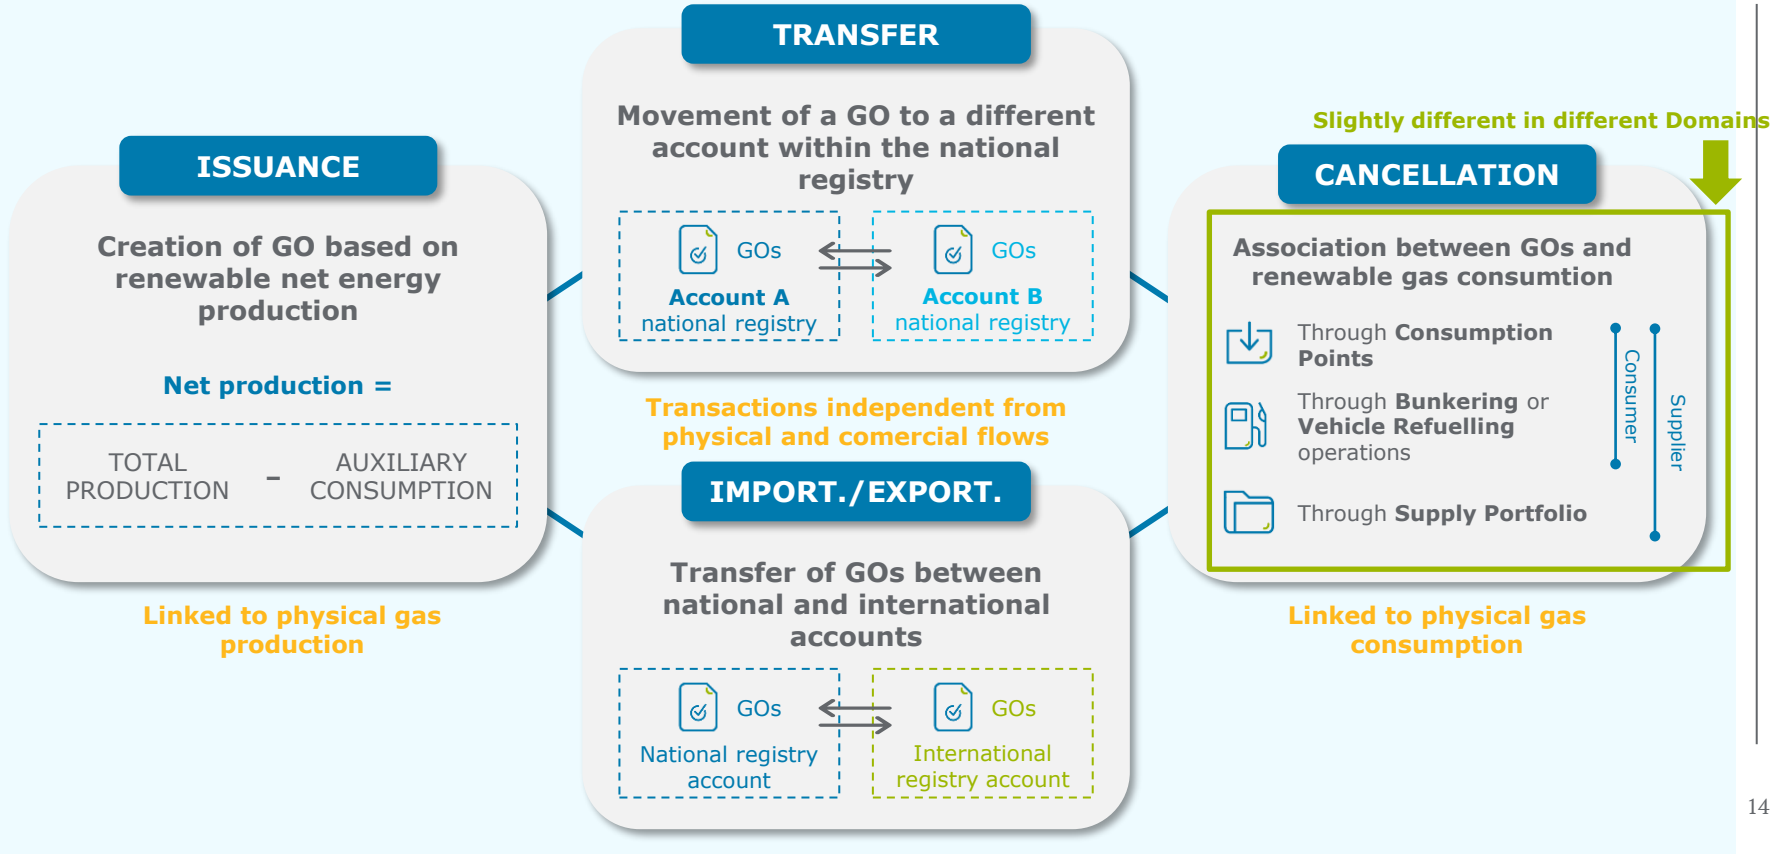 ISSUANCE
Creation of GO based on
renewable net energy
production
Net production =
TOTAL
PRODUCTION
-
AUXILIARY
CONSUMPTION
Linked to physical gas
production
TRANSFER
Movement of a GO to a different
account within the national
registry
GOs
Account A
national registry
GOs
Account B
national registry
Transactions independent from
physical and comercial flows
IMPORT./EXPORT.
Transfer of GOs between
national and international
accounts
GOs
National registry
account
GOs
International
registry account
Slightly different in different Domains
CANCELLATION
Association between GOs and
renewable gas consumtion
Through Consumption
Points
Through Bunkering or
Vehicle Refuelling
operations
Through Supply Portfolio
Consumer
Supplier
Linked to physical gas
consumption
14